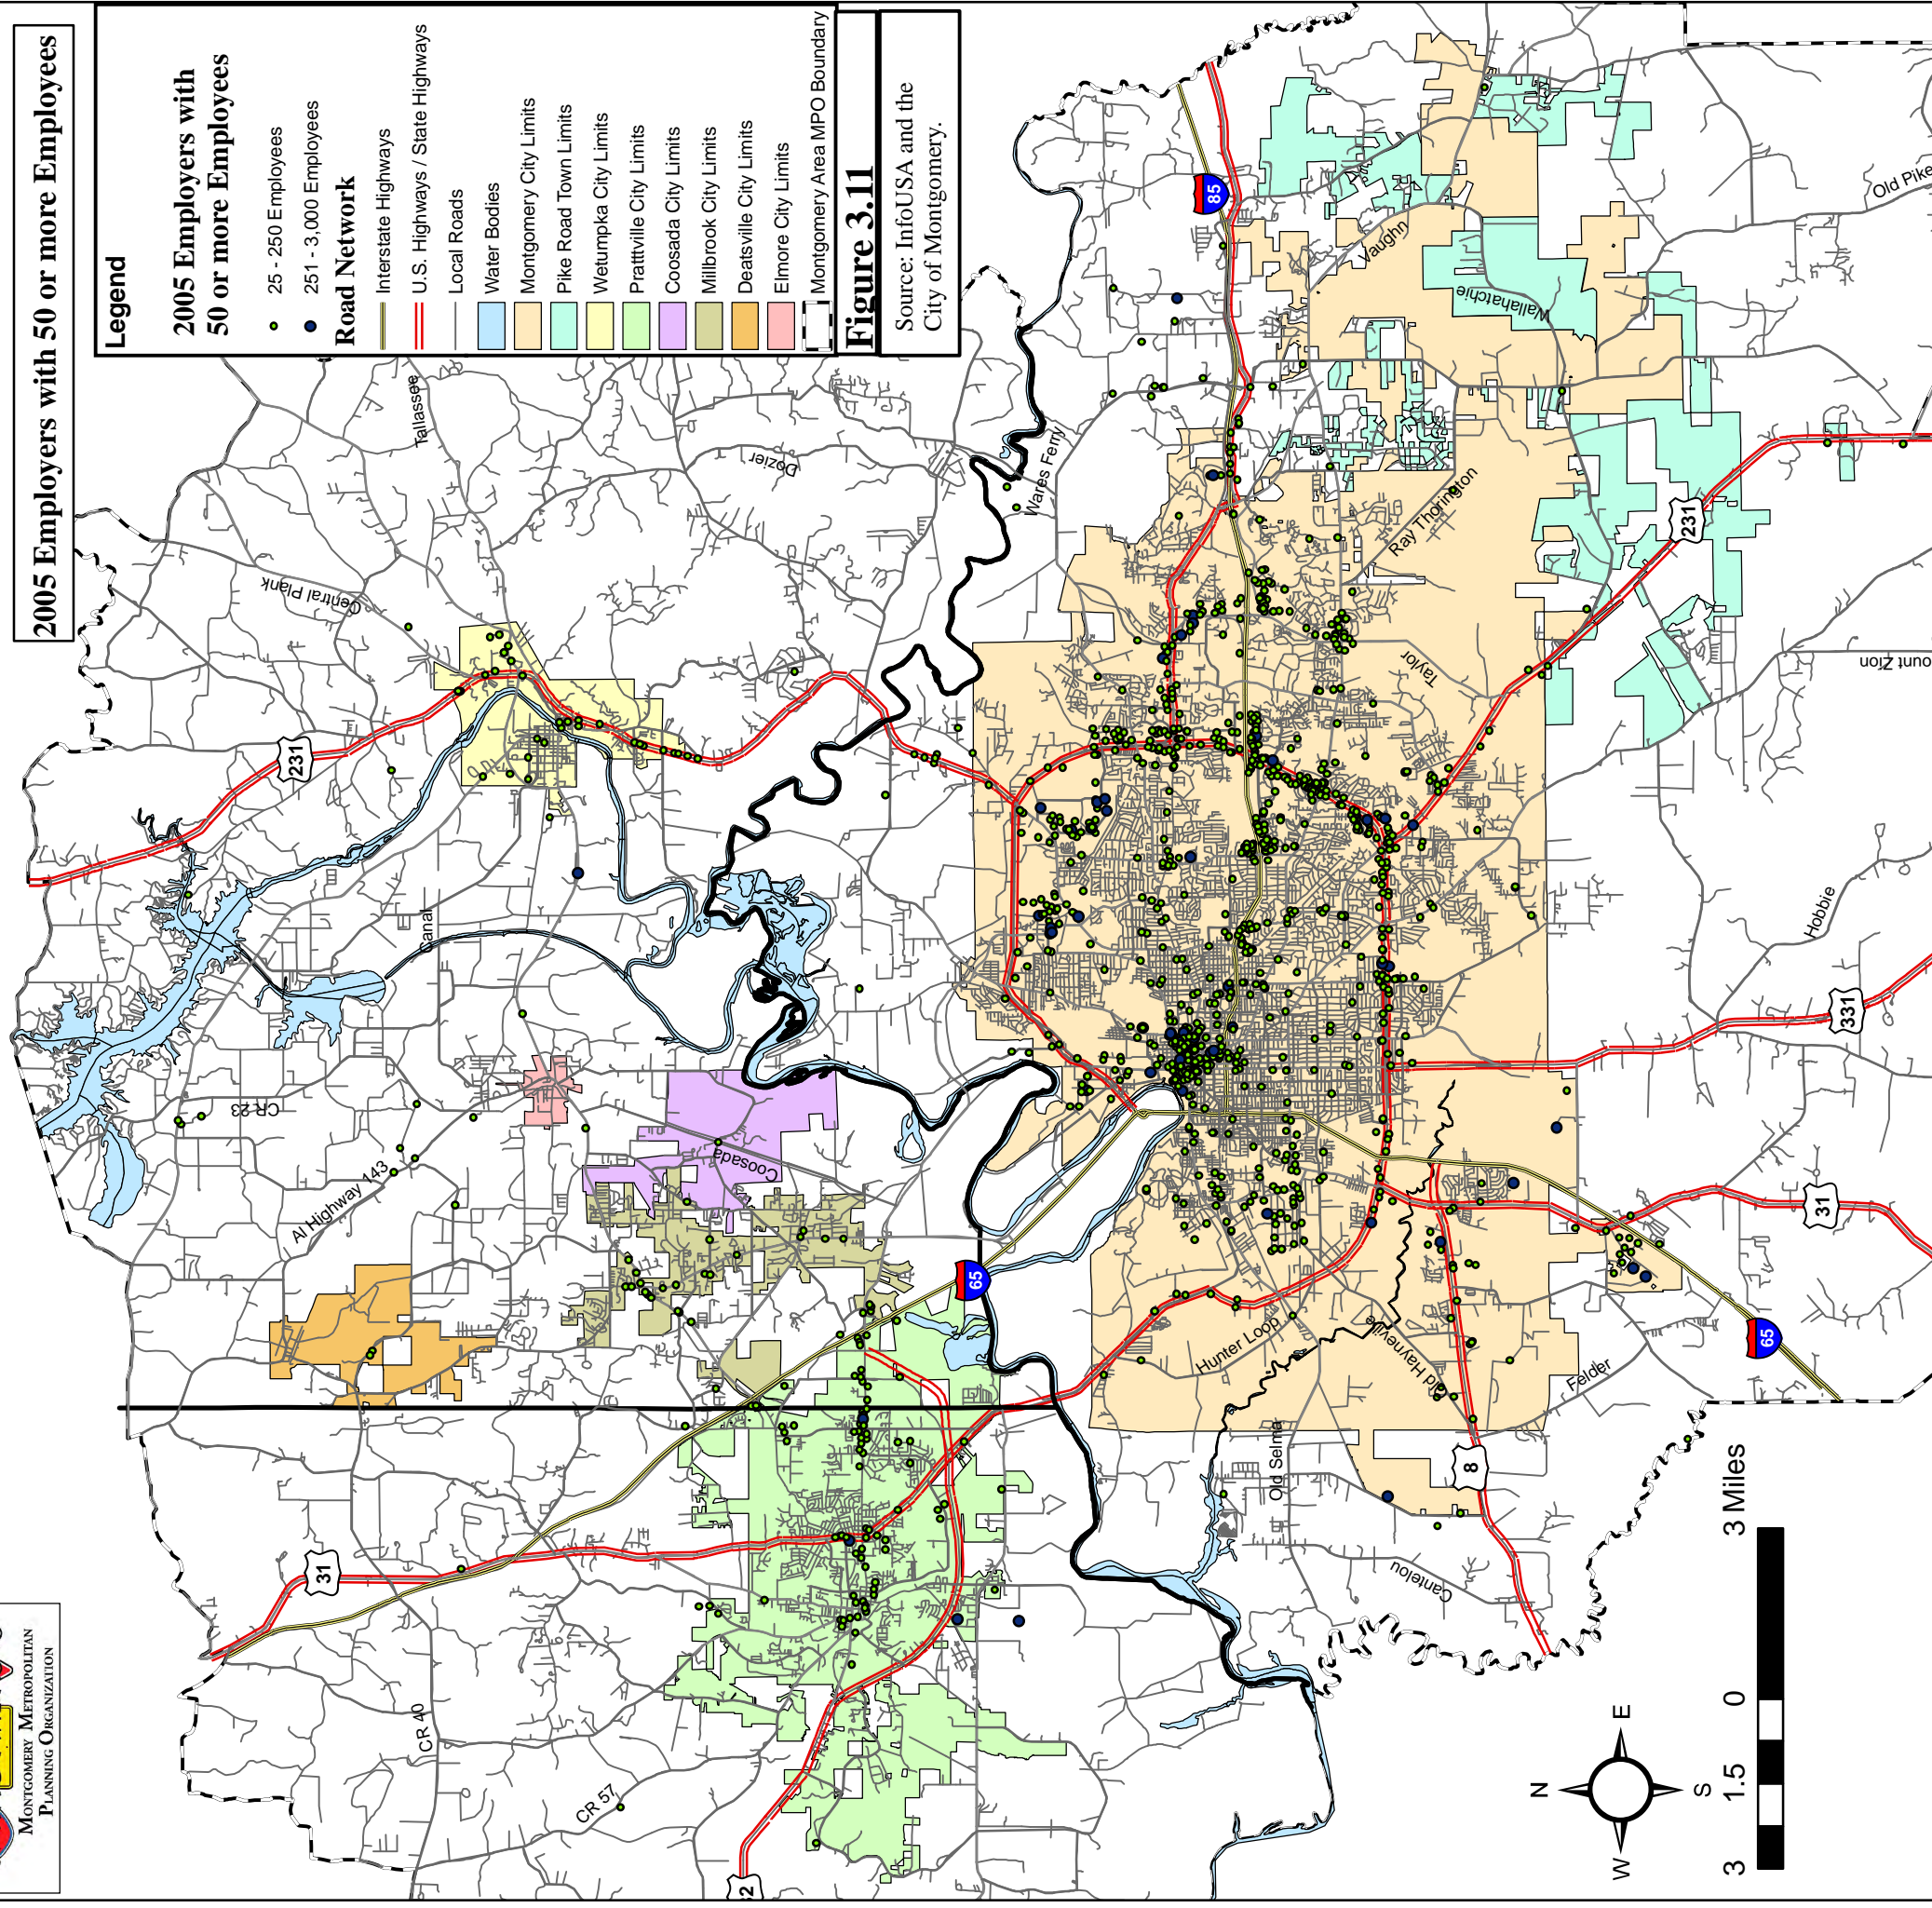 2005 Employers with 50 or more Employees
Legend
2005 Employers with
50 or more Employees
25 - 250 Employees
251 - 3,000 Employees
Road Network
Interstate Highways
U.S. Highways / State Highways
Local Roads
Water Bodies
Montgomery City Limits
Pike Road Town Limits
Wetumpka City Limits
Prattville City Limits
Coosada City Limits
Millbrook City Limits
Deatsville City Limits
Elmore City Limits
Montgomery Area MPO Boundary
Figure 3.11
Source: InfoUSA and the
City of Montgomery.
MONTGOMERY METROPOLITAN
PLANNING ORGANIZATION
Tallassee
Dozier
Central Plank
231
Canal
CR 23
Al Highway 143
Coosada
Wares Ferry
85
Vaughn
Wallahatchie
Old Pike
Ray Thorington
Taylor
231
ount Zion
Hobbie
331
31
65
65
Hunter Loop
Old Hayneville
Felder
Old Selma
8
Cantelou
31
CR 40
CR 57
N
E
S
W
3
1.5
0
3 Miles